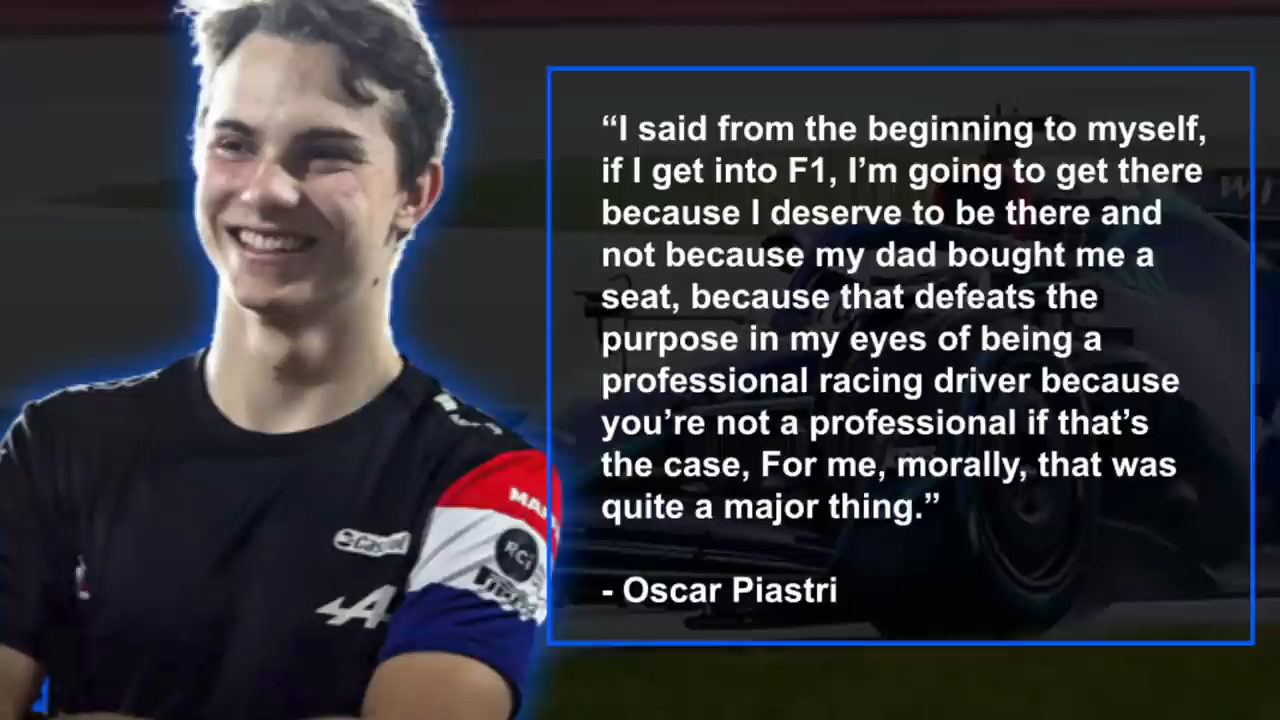 “I said from the beginning to myself,
if I get into F1, I’m going to get there
because I deserve to be there and
not because my dad bought me a
seat, because that defeats the
purpose in my eyes of being a
professional racing driver because
you’re not a professional if that’s
the case, For me, morally, that was
quite a major thing.”
- Oscar Piastri
Castrol
RCi